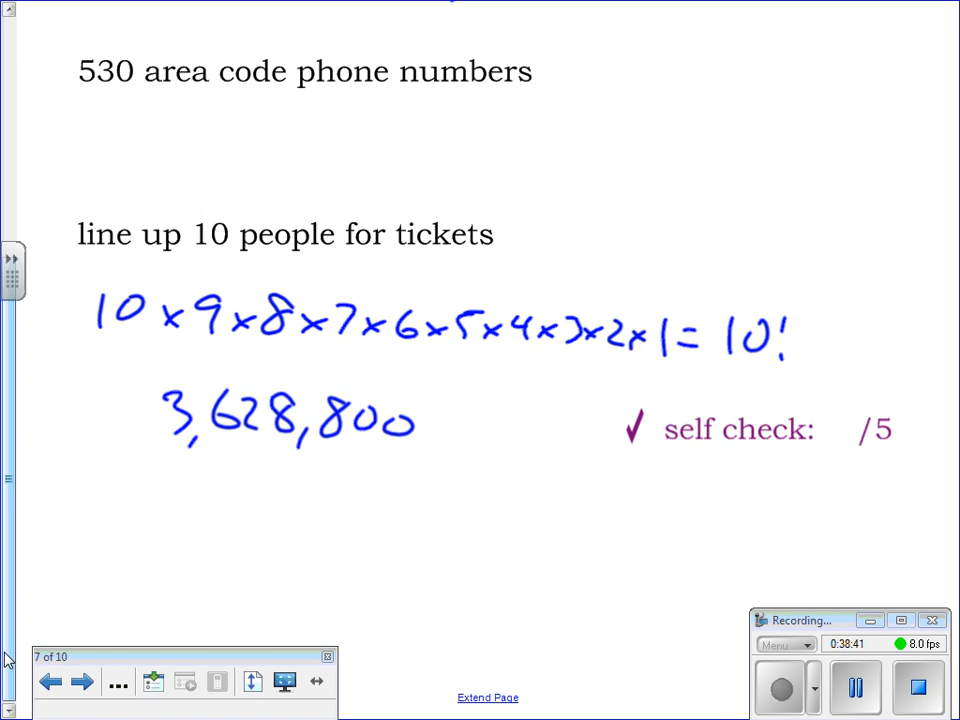 530 area code phone numbers
line up 10 people for tickets
10 × 9 × 8 × 7 × 6 × 5 × 4 × 3 × 2 × 1 = 10!
3,628,800
✓ self check: /5
Recording...
Menu
0:38:41
8.0 fps
7 of 10
...
Extend Page